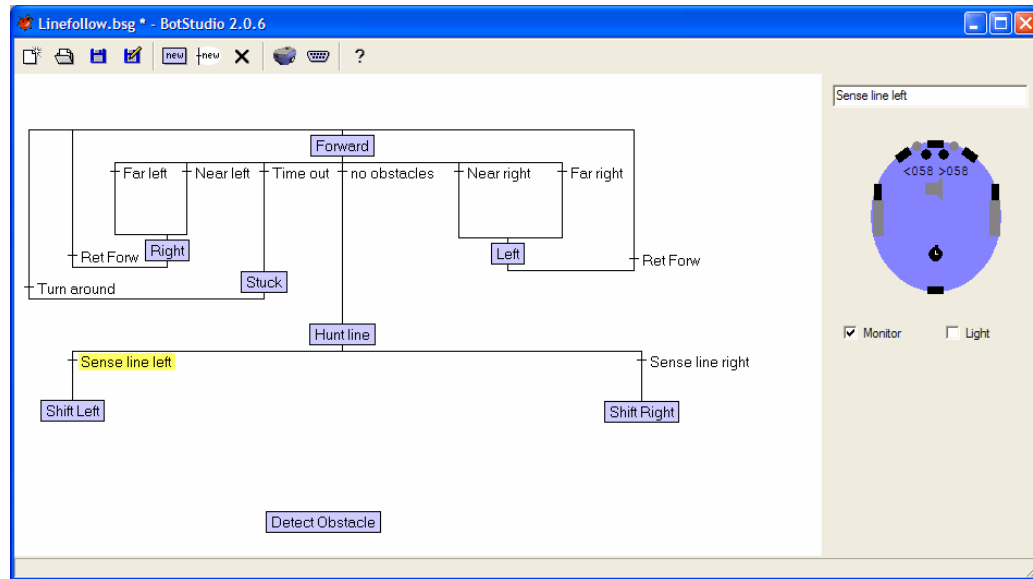 Linefollow.bsg * - BotStudio 2.0.6
new new ?
Sense line left
Forward
Far left Near left Time out no obstacles Near right Far right
<058 >058
Right Left
Ret Forw Ret Forw
Stuck
Turn around
Hunt line
Monitor Light
Sense line left Sense line right
Shift Left Shift Right
Detect Obstacle